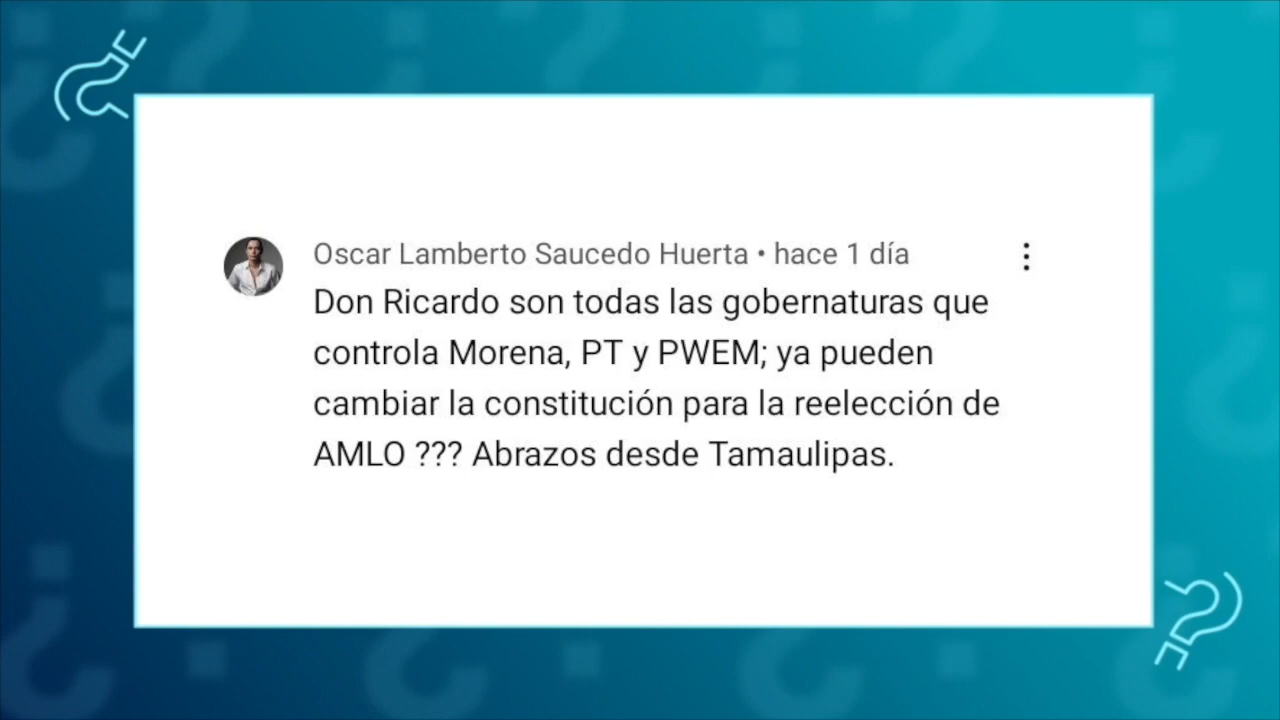 Oscar Lamberto Saucedo Huerta • hace 1 día
Don Ricardo son todas las gobernaturas que
controla Morena, PT y PWEM; ya pueden
cambiar la constitución para la reelección de
AMLO ??? Abrazos desde Tamaulipas.